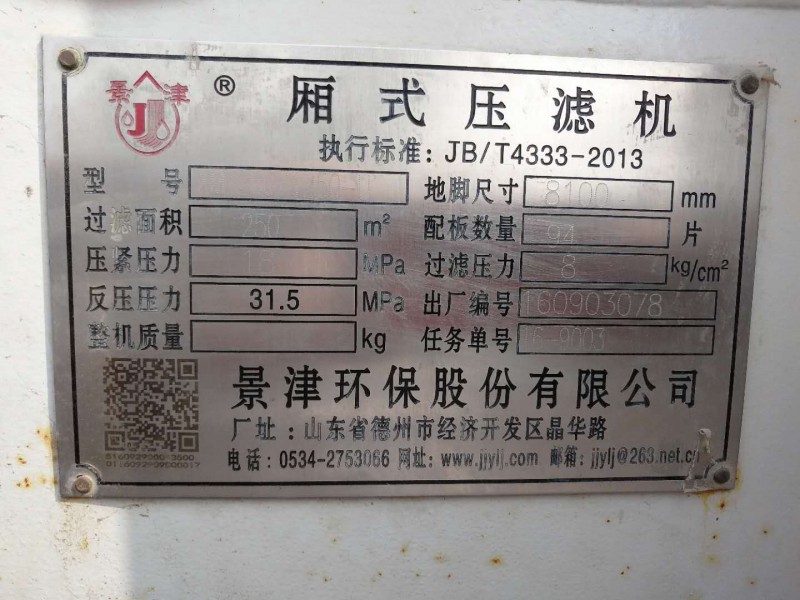 景津 ® 厢式压滤机
执行标准：JB/T4333-2013
型号 地脚尺寸 8100 mm
过滤面积 250 m² 配板数量 94 片
压紧压力 MPa 过滤压力 8 kg/cm²
反压压力 31.5 MPa 出厂编号 160903078
整机质量 kg 任务单号
景津环保股份有限公司
厂址：山东省德州市经济开发区晶华路
电话：0534-2753066 网址：www.jjylj.com 邮箱：jjylj@263.net.cn